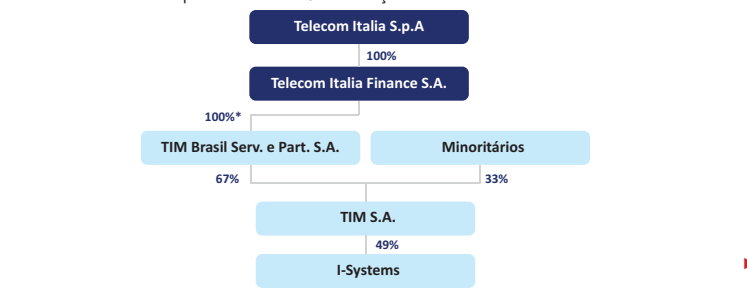 Telecom Italia S.p.A
100%
Telecom Italia Finance S.A.
100%*
TIM Brasil Serv. e Part. S.A.
Minoritários
67%
33%
TIM S.A.
49%
I-Systems